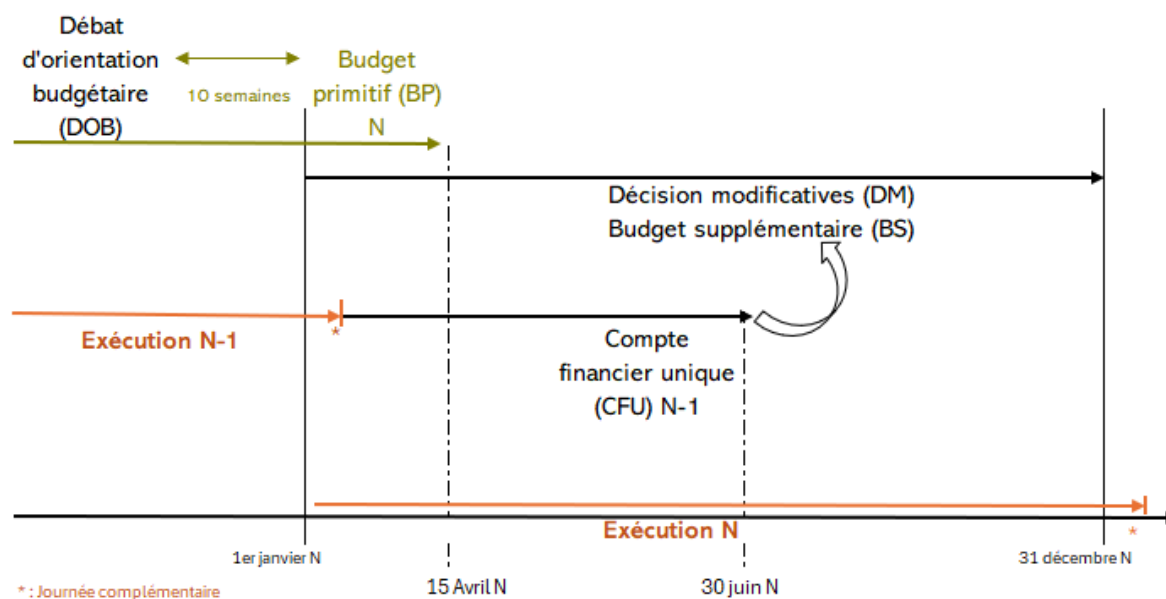 Débat
d'orientation
budgétaire
(DOB)
10 semaines
Budget
primitif (BP)
N
Décision modificatives (DM)
Budget supplémentaire (BS)
Exécution N-1
*
Compte
financier unique
(CFU) N-1
Exécution N
*
1er janvier N
15 Avril N
30 juin N
31 décembre N
* : Journée complémentaire